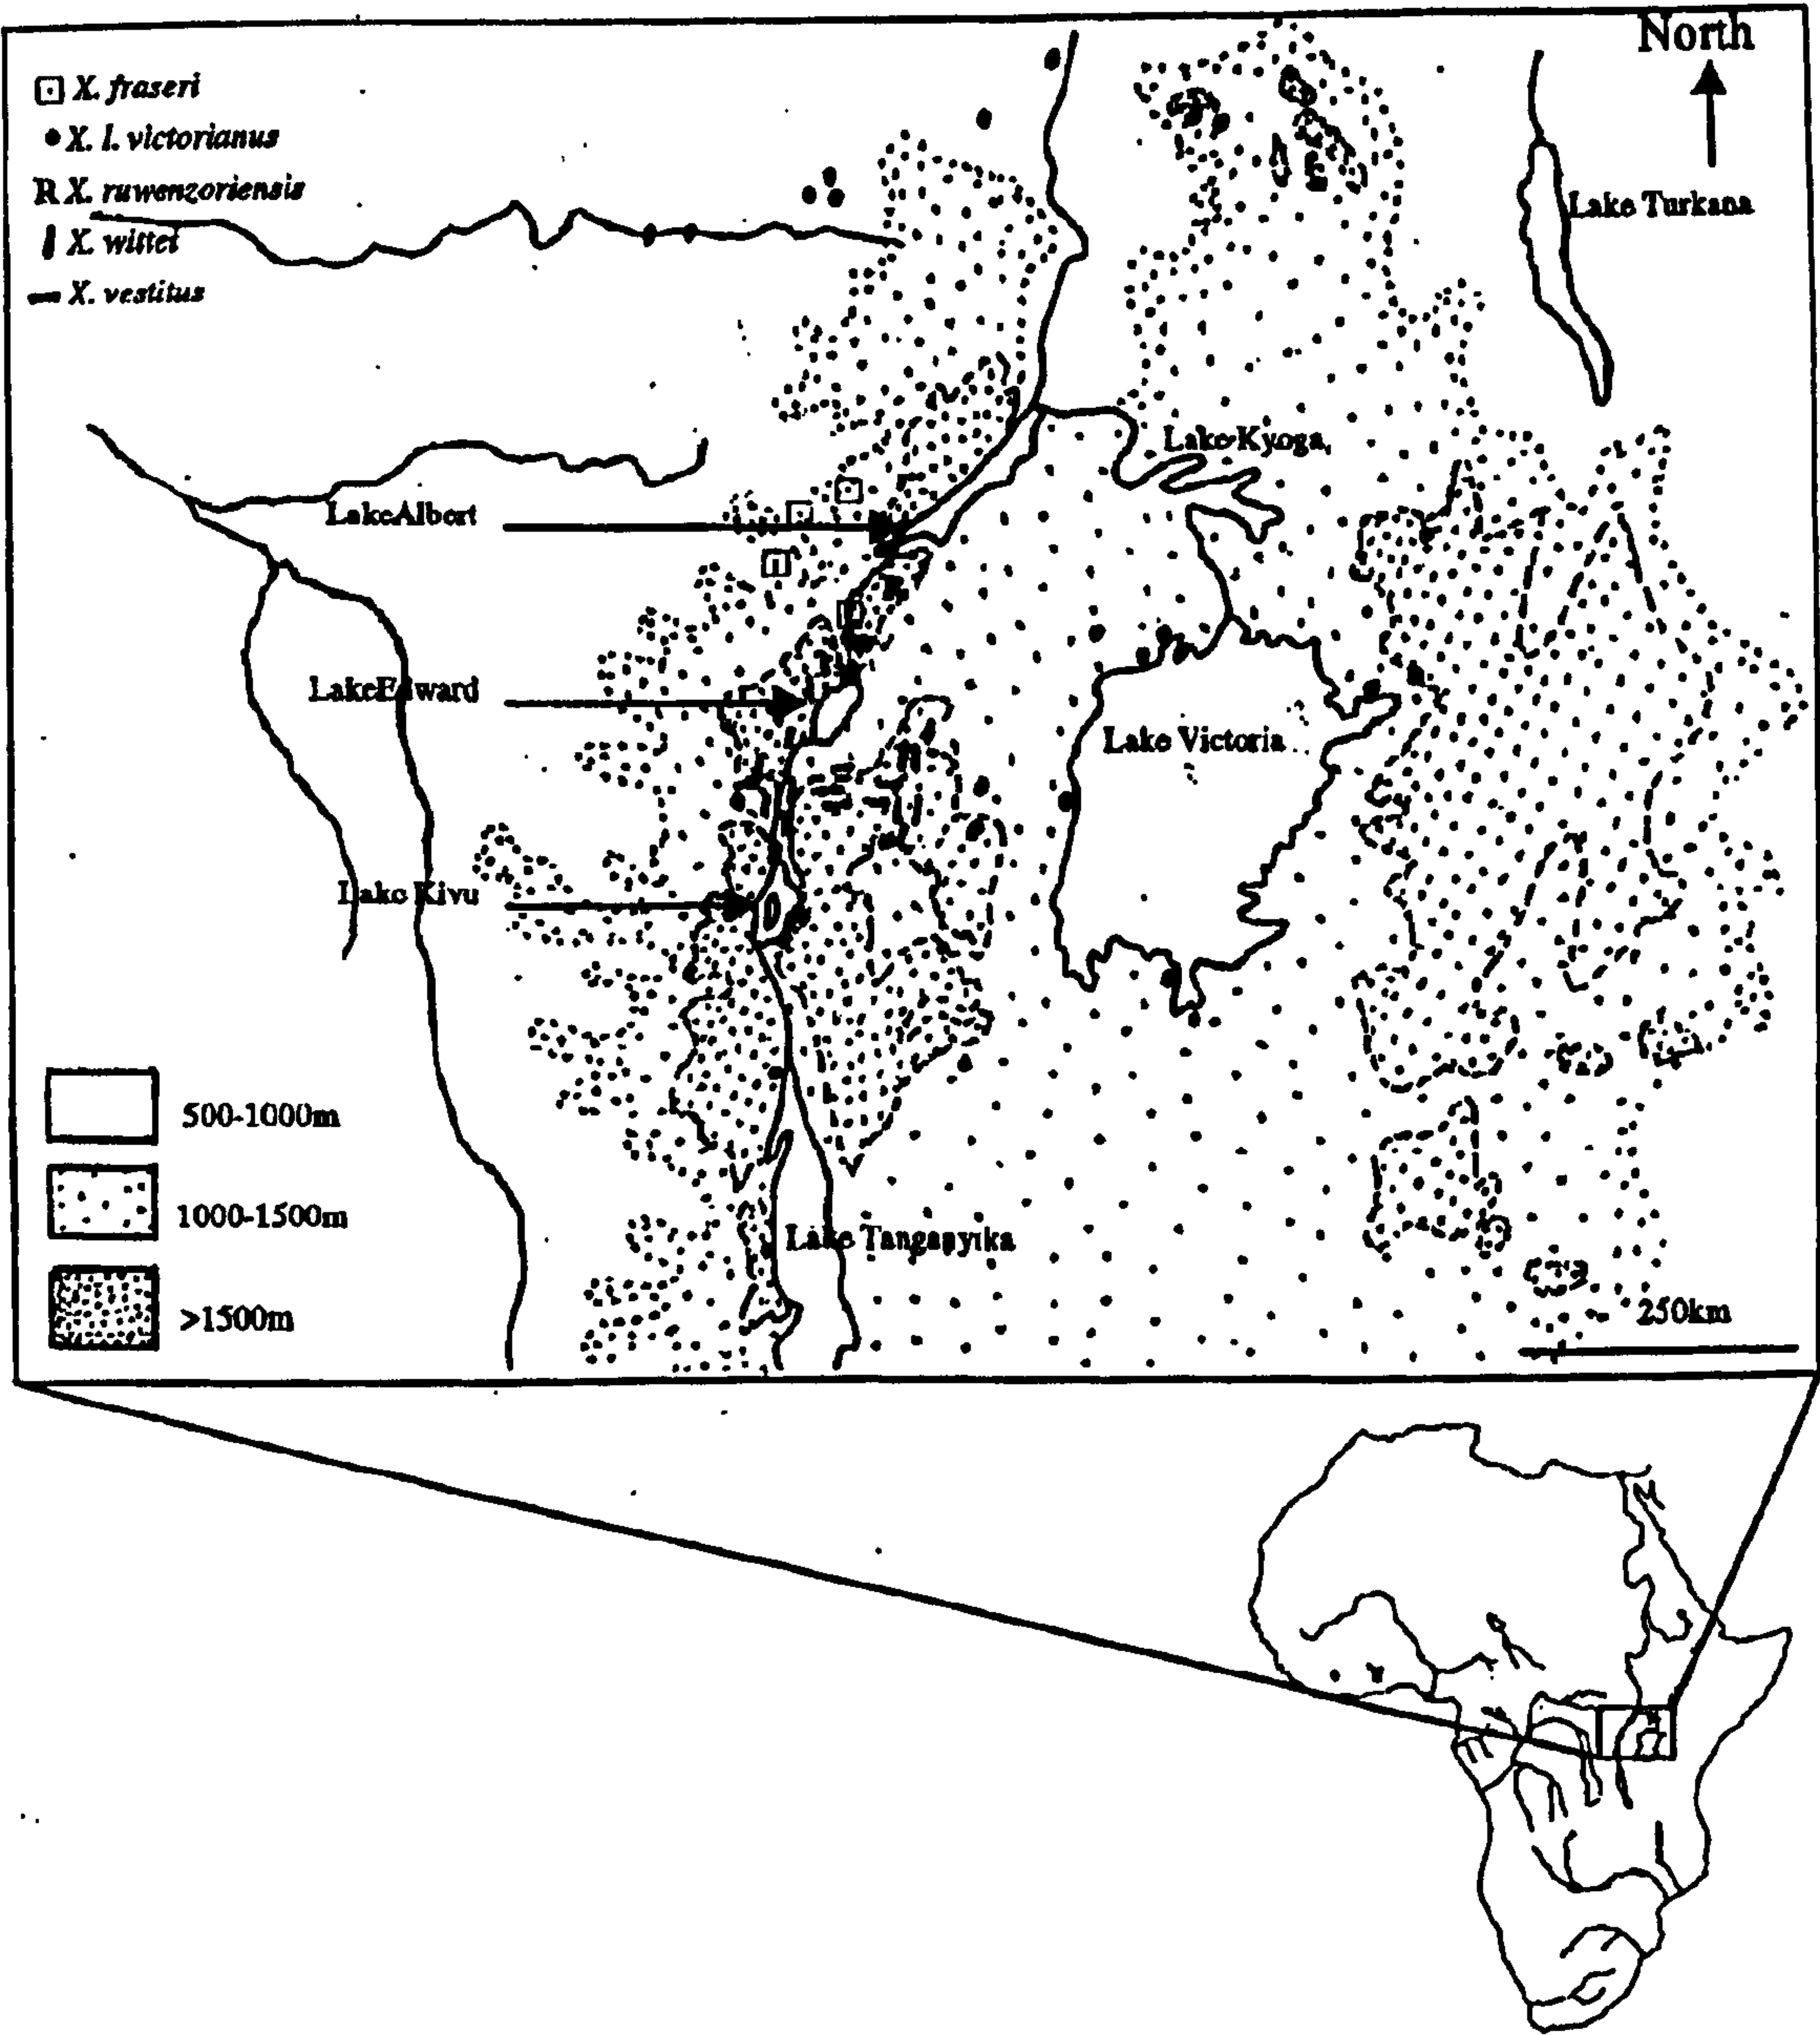 North
X. fraseri
X. l. victorianus
R X. ruwenzoriensis
X. wittei
X. vestitus
Lake Turkana
Lake Kyoga
LakeAlbert
LakeEdward
Lake Victoria
Lake Kivu
500-1000m
1000-1500m
Lake Tanganyika
>1500m
250km